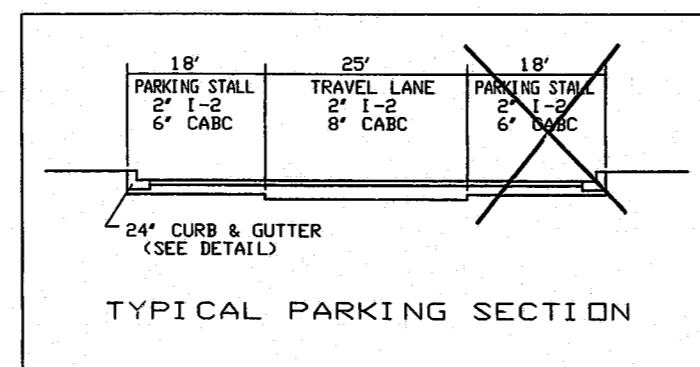 18' 25' 18'
PARKING STALL TRAVEL LANE PARKING STALL
2" I-2 2" I-2 2" I-2
6" CABC 8" CABC 6" CABC
24" CURB & GUTTER
(SEE DETAIL)
TYPICAL PARKING SECTION